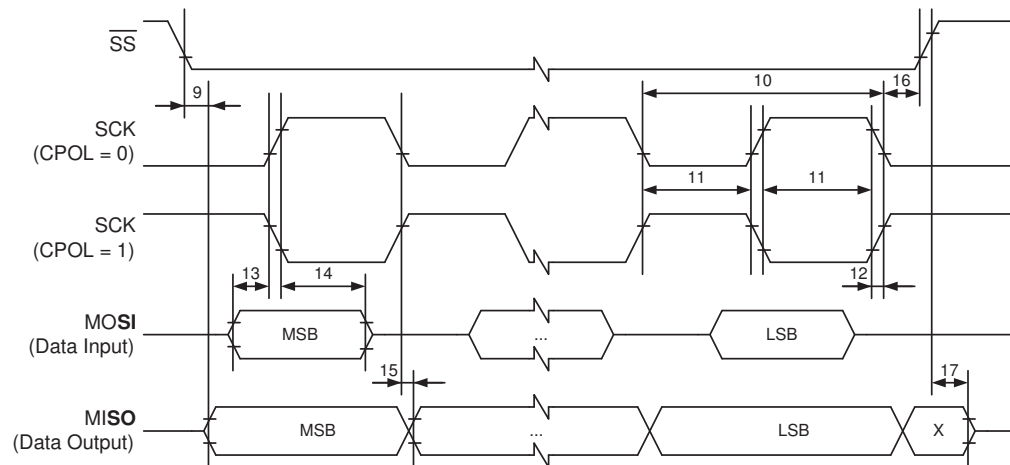 SS
9
10
16
SCK
(CPOL = 0)
11
11
SCK
(CPOL = 1)
13
14
12
MOSI
(Data Input)
MSB
...
LSB
15
17
MISO
(Data Output)
MSB
...
LSB
X